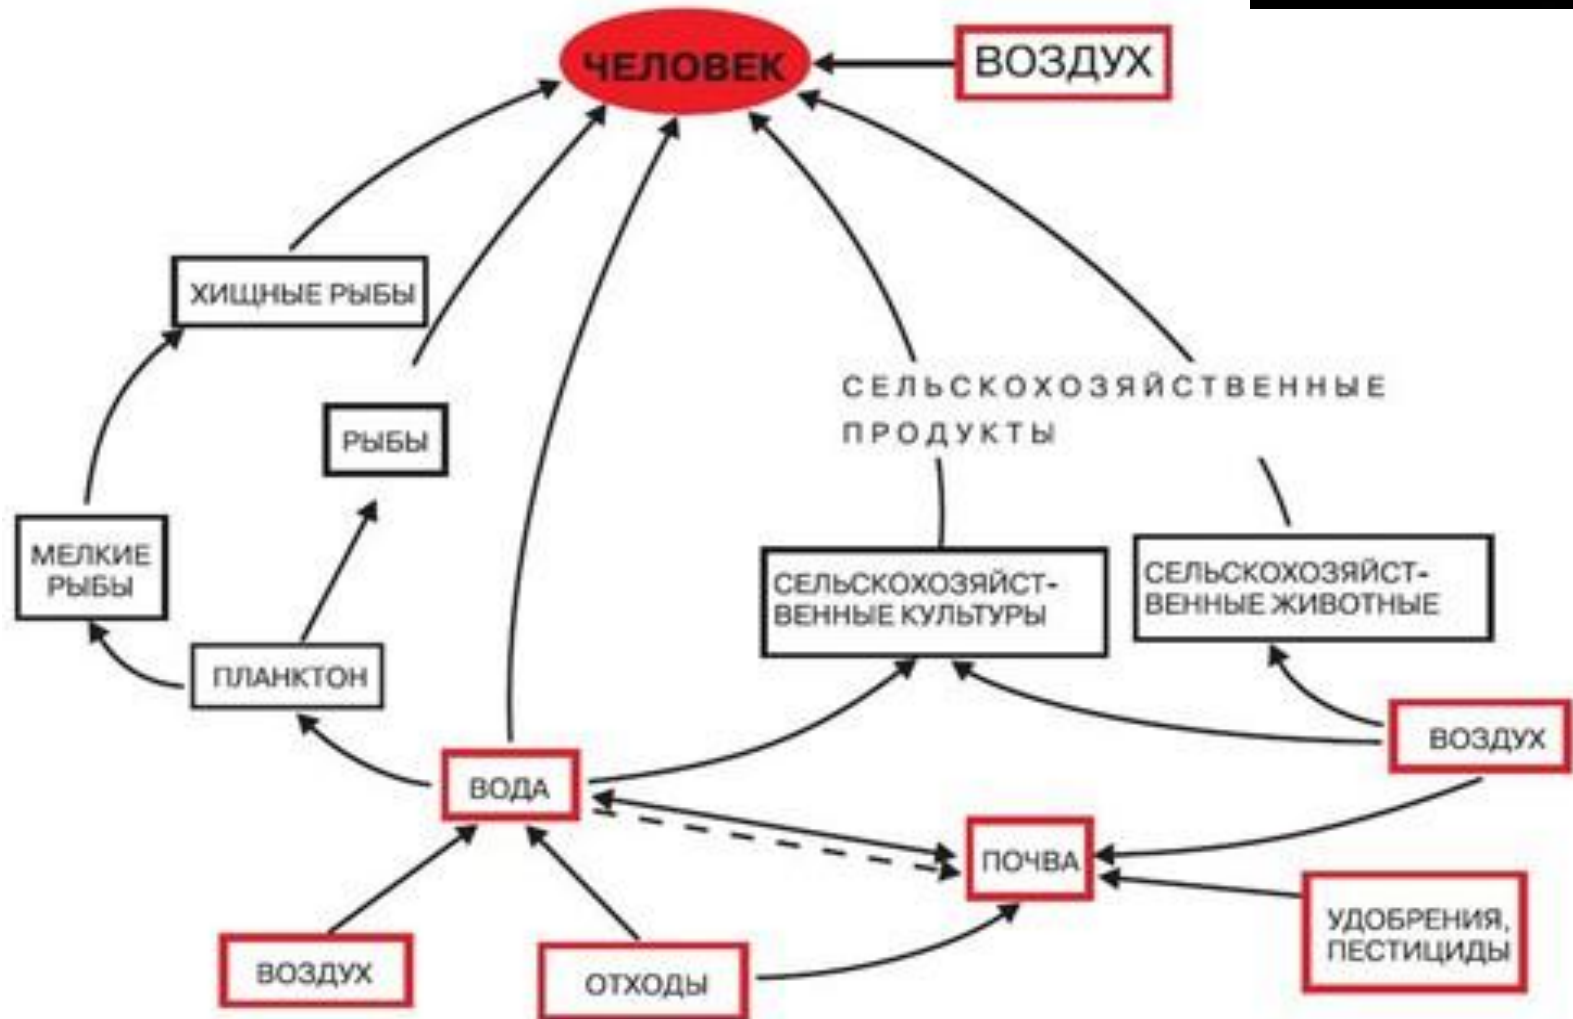 ЧЕЛОВЕК
ВОЗДУХ
ХИЩНЫЕ РЫБЫ
СЕЛЬСКОХОЗЯЙСТВЕННЫЕ
ПРОДУКТЫ
РЫБЫ
МЕЛКИЕ
РЫБЫ
СЕЛЬСКОХОЗЯЙСТ-
ВЕННЫЕ КУЛЬТУРЫ
СЕЛЬСКОХОЗЯЙСТ-
ВЕННЫЕ ЖИВОТНЫЕ
ПЛАНКТОН
ВОЗДУХ
ВОДА
ПОЧВА
УДОБРЕНИЯ,
ПЕСТИЦИДЫ
ВОЗДУХ
ОТХОДЫ